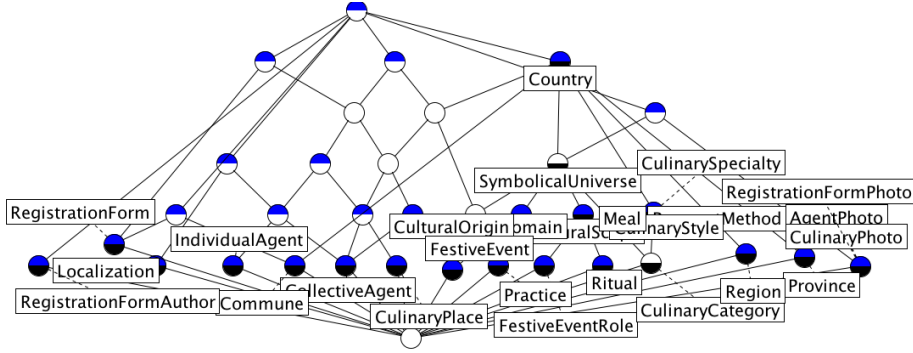 Country
CulinarySpecialty
SymbolicalUniverse
RegistrationFormPhoto
RegistrationForm
Meal
Method
AgentPhoto
CulturalOrigin
CulinaryStyle
IndividualAgent
CulinaryPhoto
FestiveEvent
Localization
CollectiveAgent
Ritual
Province
RegistrationFormAuthor
Commune
Practice
Region
CulinaryPlace
CulinaryCategory
FestiveEventRole